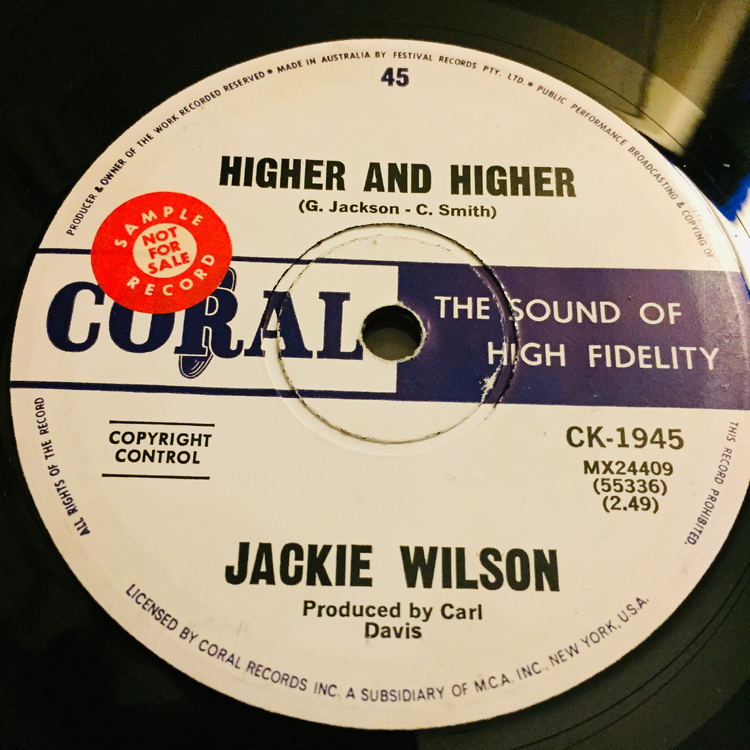 PRODUCER & OWNER OF THE WORK RECORDED RESERVED * MADE IN AUSTRALIA BY FESTIVAL RECORDS PTY. LTD. * PUBLIC PERFORMANCE BROADCASTING & COPYING OF
45
HIGHER AND HIGHER
(G. Jackson - C. Smith)
SAMPLE
NOT
FOR
SALE
RECORD
CORAL
THE SOUND OF
HIGH FIDELITY
COPYRIGHT
CONTROL
CK-1945
MX24409
(55336)
(2.49)
ALL RIGHTS OF THE RECORD
THIS RECORD PROHIBITED.
JACKIE WILSON
Produced by Carl
Davis
LICENSED BY CORAL RECORDS INC. A SUBSIDIARY OF M.C.A. INC., NEW YORK, U.S.A.